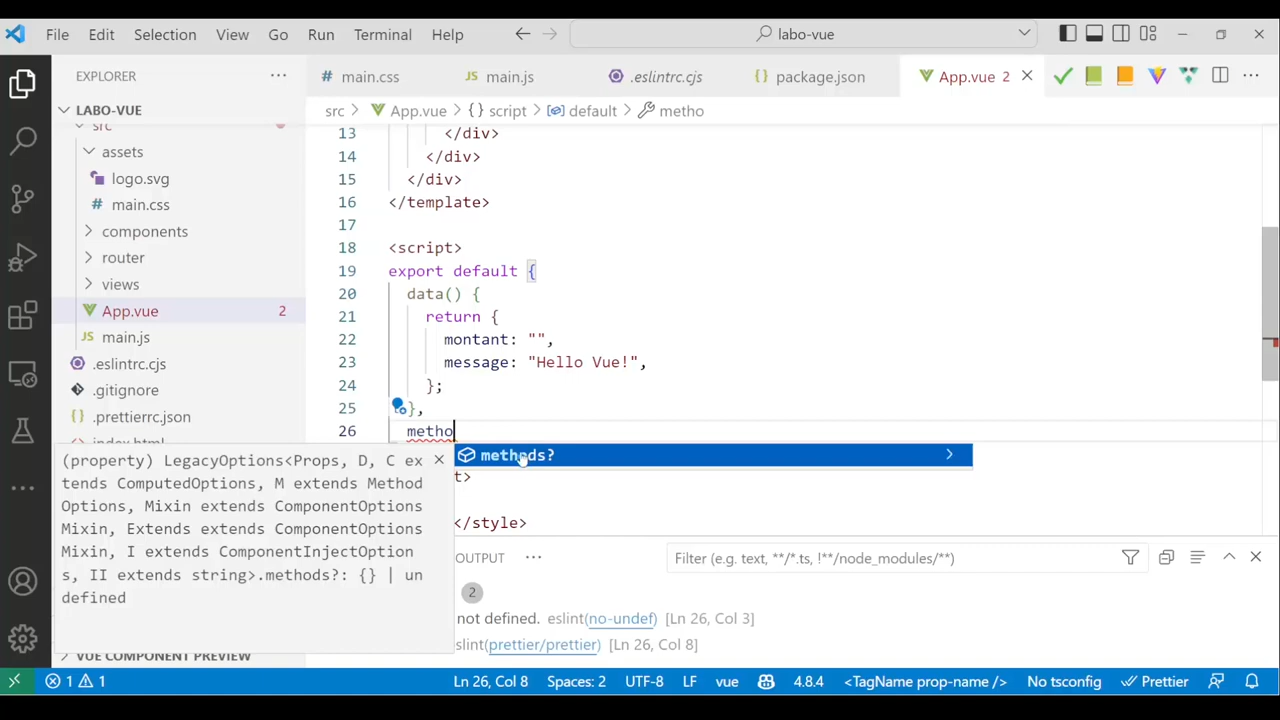 File Edit Selection View Go Run Terminal Help labo-vue
EXPLORER
main.css
main.js
.eslintrc.cjs
package.json
App.vue 2
LABO-VUE
src > App.vue > {} script > default > metho
src
assets
logo.svg
main.css
components
router
views
App.vue 2
main.js
.eslintrc.cjs
.gitignore
.prettierrc.json
index.html
13 </div>
14 </div>
15 </div>
16 </template>
17
18 <script>
19 export default {
20 data() {
21 return {
22 montant: "",
23 message: "Hello Vue!",
24 };
25 },
26 metho
methods?
t>
</style>
(property) LegacyOptions<Props, D, C ex
tends ComputedOptions, M extends Method
Options, Mixin extends ComponentOptions
Mixin, Extends extends ComponentOptions
Mixin, I extends ComponentInjectOption
s, II extends string>.methods?: {} | un
defined
OUTPUT
Filter (e.g. text, **/*.ts, !**/node_modules/**)
2
not defined. eslint(no-undef) [Ln 26, Col 3]
slint(prettier/prettier) [Ln 26, Col 8]
VUE COMPONENT PREVIEW
1 1 Ln 26, Col 8 Spaces: 2 UTF-8 LF vue 4.8.4 <TagName prop-name /> No tsconfig Prettier